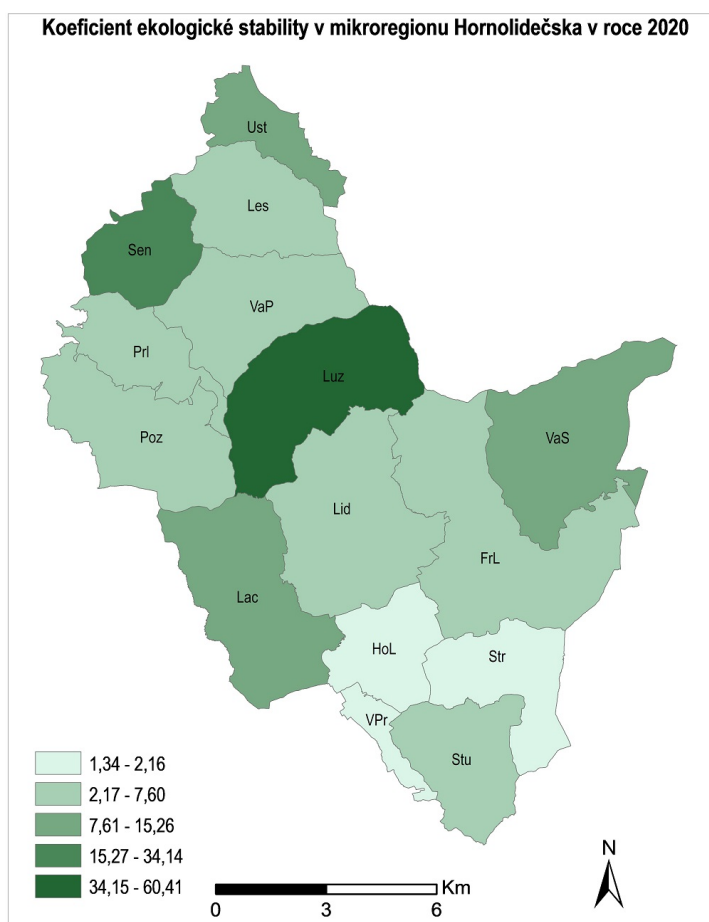 Koeficient ekologické stability v mikroregionu Hornolidečska v roce 2020
Ust
Les
Sen
VaP
Prl
Luz
Poz
VaS
Lid
FrL
Lac
HoL
Str
VPr
Stu
1,34 - 2,16
2,17 - 7,60
7,61 - 15,26
15,27 - 34,14
34,15 - 60,41
N
Km
0 3 6